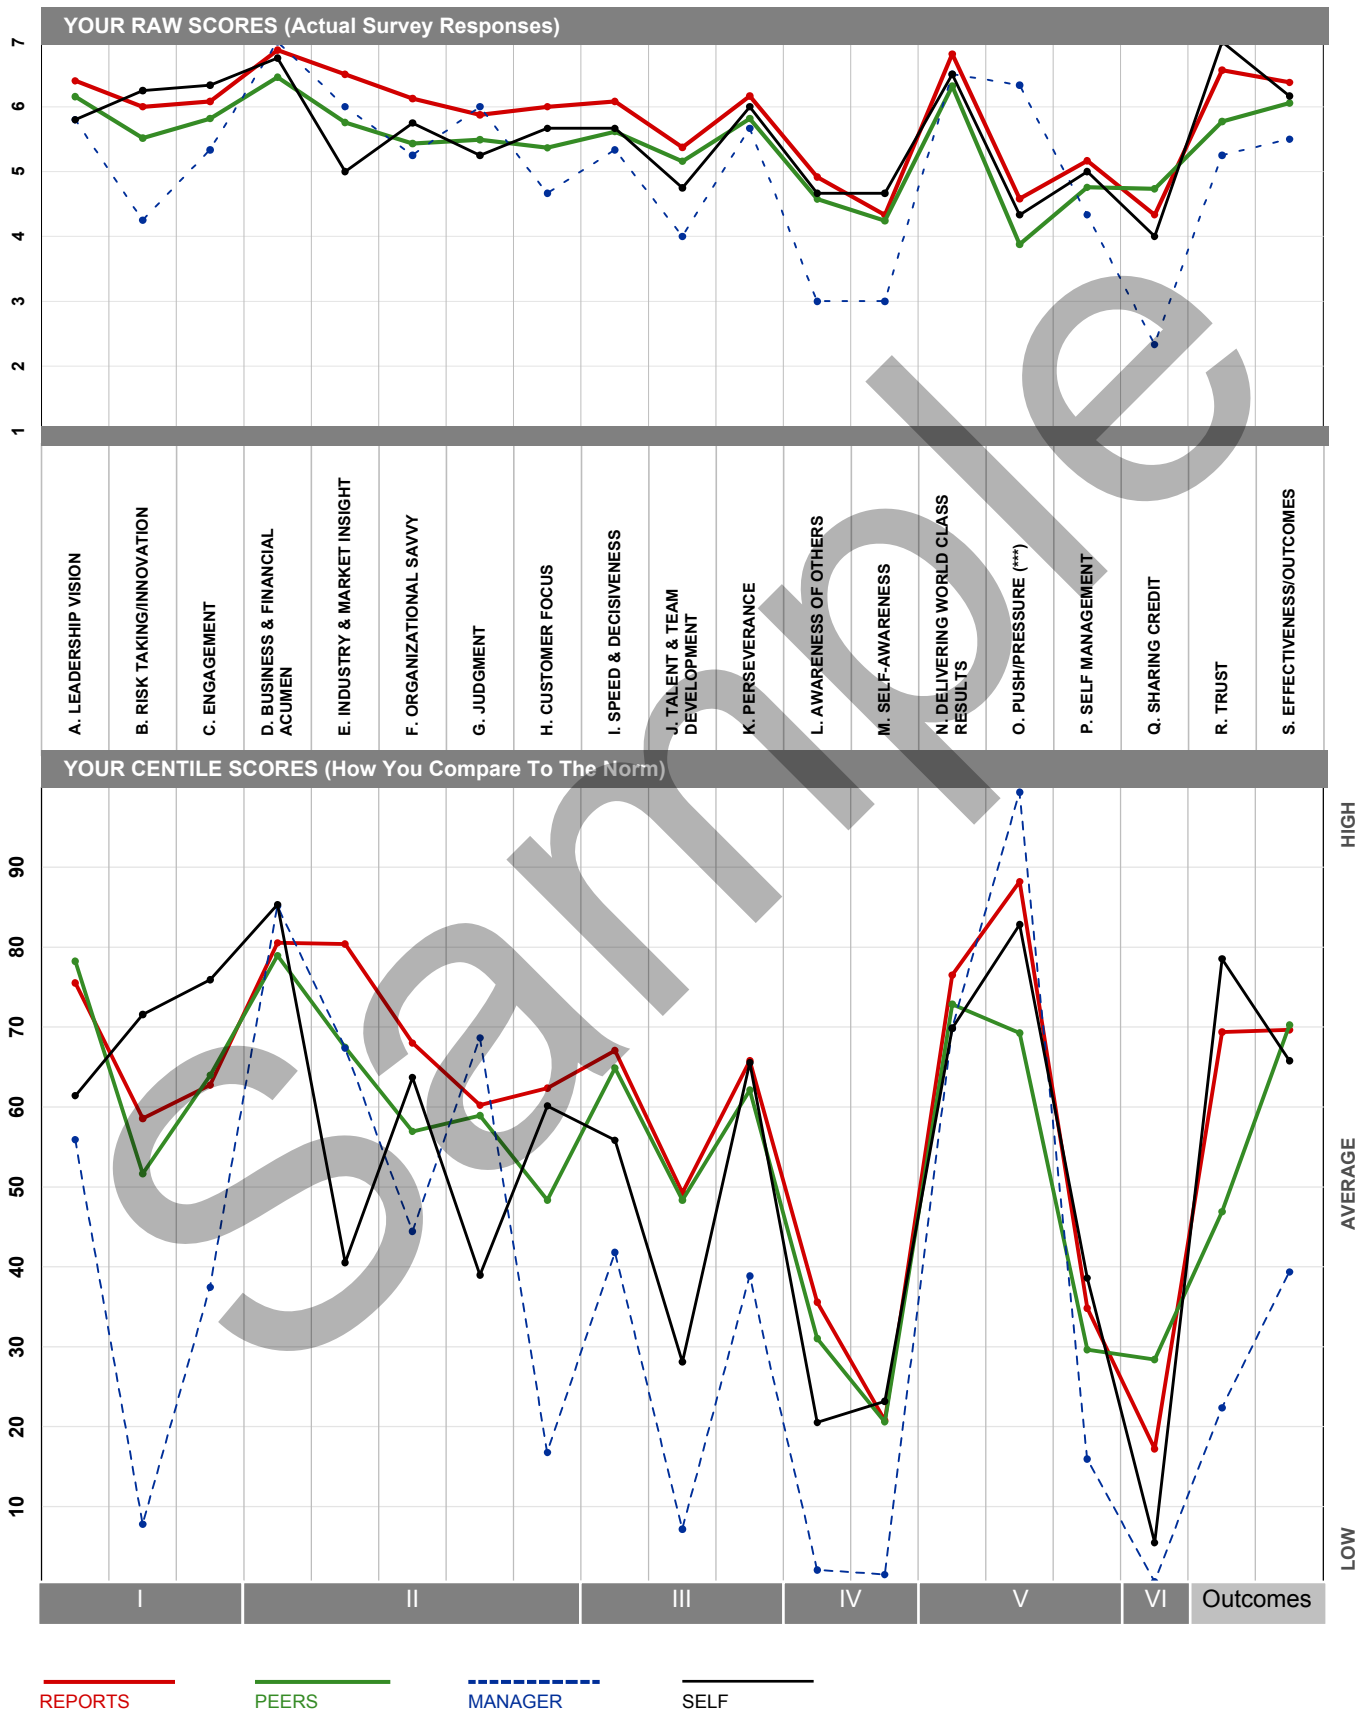 YOUR RAW SCORES (Actual Survey Responses)
7
6
5
4
3
2
1
A. LEADERSHIP VISION
B. RISK TAKING/INNOVATION
C. ENGAGEMENT
D. BUSINESS & FINANCIAL
ACUMEN
E. INDUSTRY & MARKET INSIGHT
F. ORGANIZATIONAL SAVVY
G. JUDGMENT
H. CUSTOMER FOCUS
I. SPEED & DECISIVENESS
J. TALENT & TEAM
DEVELOPMENT
K. PERSEVERANCE
L. AWARENESS OF OTHERS
M. SELF-AWARENESS
N. DELIVERING WORLD CLASS
RESULTS
O. PUSH/PRESSURE (***)
P. SELF MANAGEMENT
Q. SHARING CREDIT
R. TRUST
S. EFFECTIVENESS/OUTCOMES
YOUR CENTILE SCORES (How You Compare To The Norm)
90
80
70
60
50
40
30
20
10
HIGH
AVERAGE
LOW
I II III IV V VI Outcomes
REPORTS PEERS MANAGER SELF
Sample